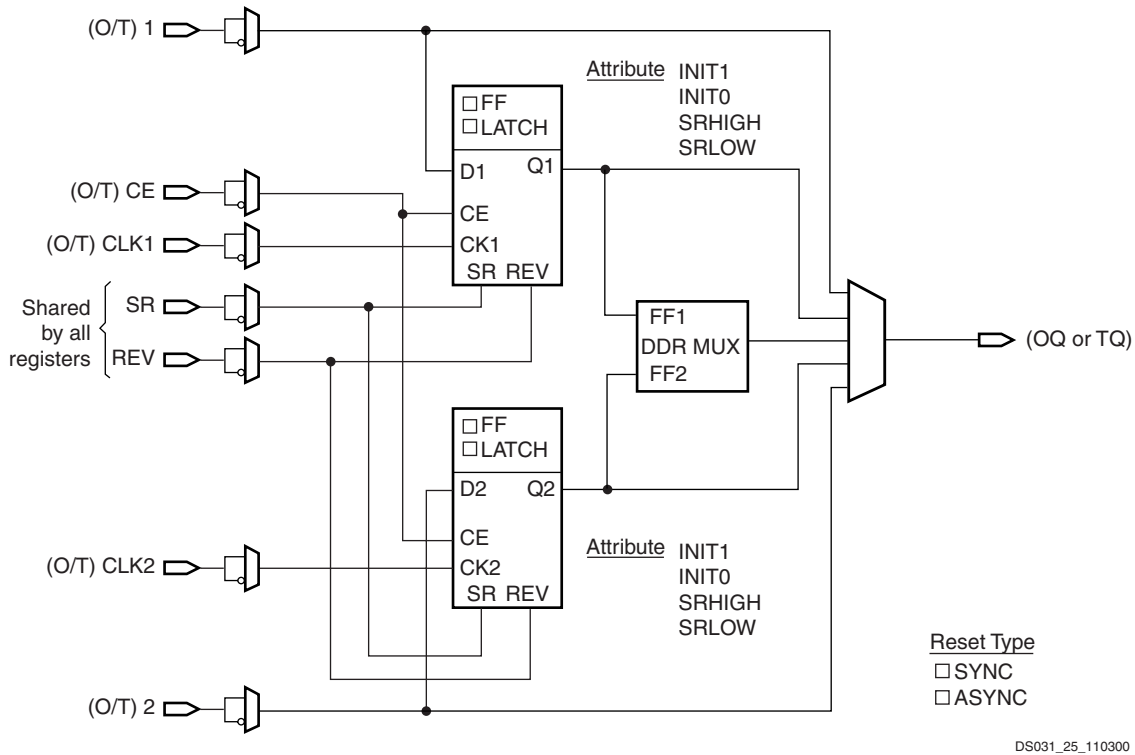 (O/T) 1
Attribute INIT1
INIT0
SRHIGH
SRLOW
FF
LATCH
D1 Q1
(O/T) CE
CE
(O/T) CLK1
CK1
SR REV
Shared
by all
registers
SR
REV
FF1
DDR MUX
FF2
(OQ or TQ)
FF
LATCH
D2 Q2
CE
(O/T) CLK2
CK2
SR REV
Attribute INIT1
INIT0
SRHIGH
SRLOW
Reset Type
SYNC
ASYNC
(O/T) 2
DS031_25_110300